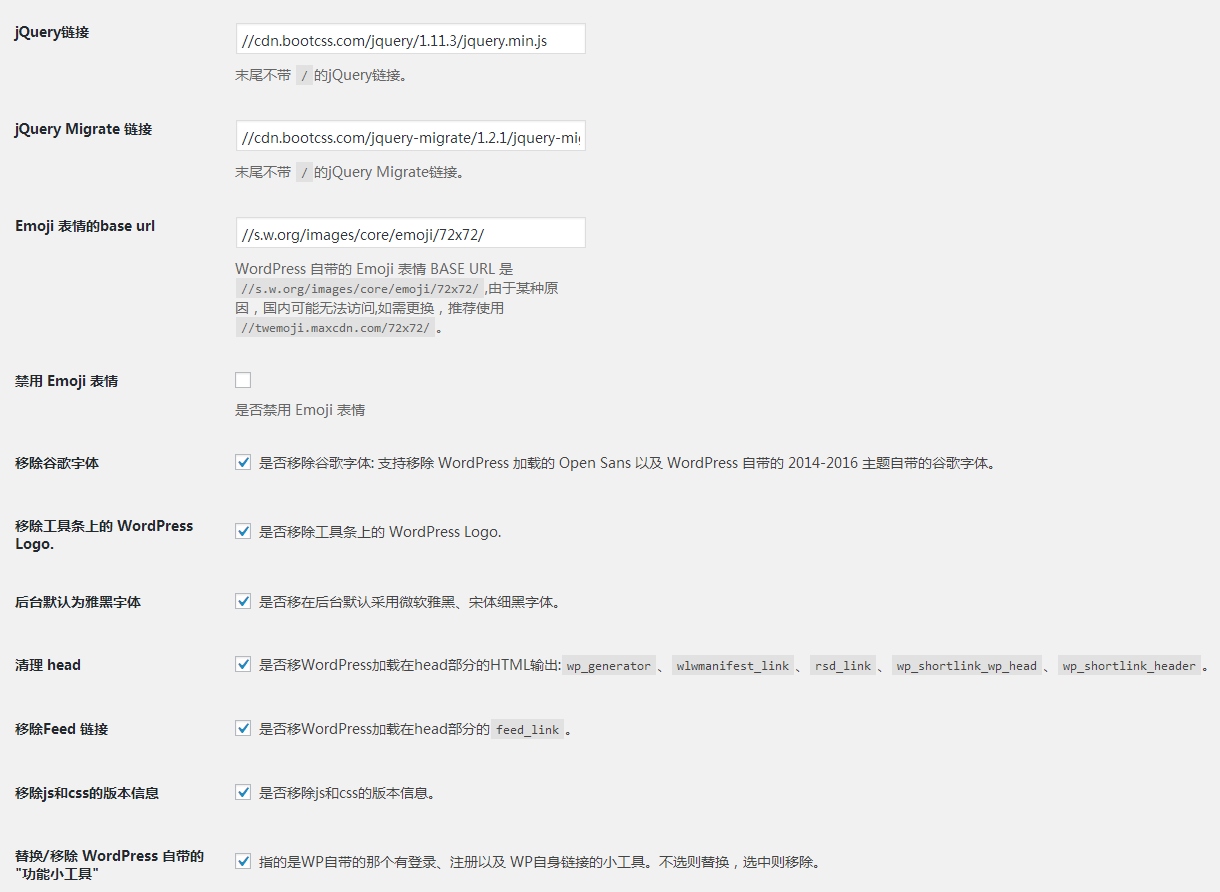 jQuery链接
//cdn.bootcss.com/jquery/1.11.3/jquery.min.js
末尾不带 / 的jQuery链接。
jQuery Migrate 链接
//cdn.bootcss.com/jquery-migrate/1.2.1/jquery-mi
末尾不带 / 的jQuery Migrate链接。
Emoji 表情的base url
//s.w.org/images/core/emoji/72x72/
WordPress 自带的 Emoji 表情 BASE URL 是
//s.w.org/images/core/emoji/72x72/ ,由于某种原
因，国内可能无法访问,如需更换，推荐使用
//twemoji.maxcdn.com/72x72/ 。
禁用 Emoji 表情
是否禁用 Emoji 表情
移除谷歌字体
是否移除谷歌字体: 支持移除 WordPress 加载的 Open Sans 以及 WordPress 自带的 2014-2016 主题自带的谷歌字体。
移除工具条上的 WordPress
Logo.
是否移除工具条上的 WordPress Logo.
后台默认为雅黑字体
是否移在后台默认采用微软雅黑、宋体细黑字体。
清理 head
是否移WordPress加载在head部分的HTML输出: wp_generator 、 wlwmanifest_link 、 rsd_link 、 wp_shortlink_wp_head 、 wp_shortlink_header 。
移除Feed 链接
是否移WordPress加载在head部分的 feed_link 。
移除js和css的版本信息
是否移除js和css的版本信息。
替换/移除 WordPress 自带的
"功能小工具"
指的是WP自带的那个有登录、注册以及 WP自身链接的小工具。不选则替换，选中则移除。